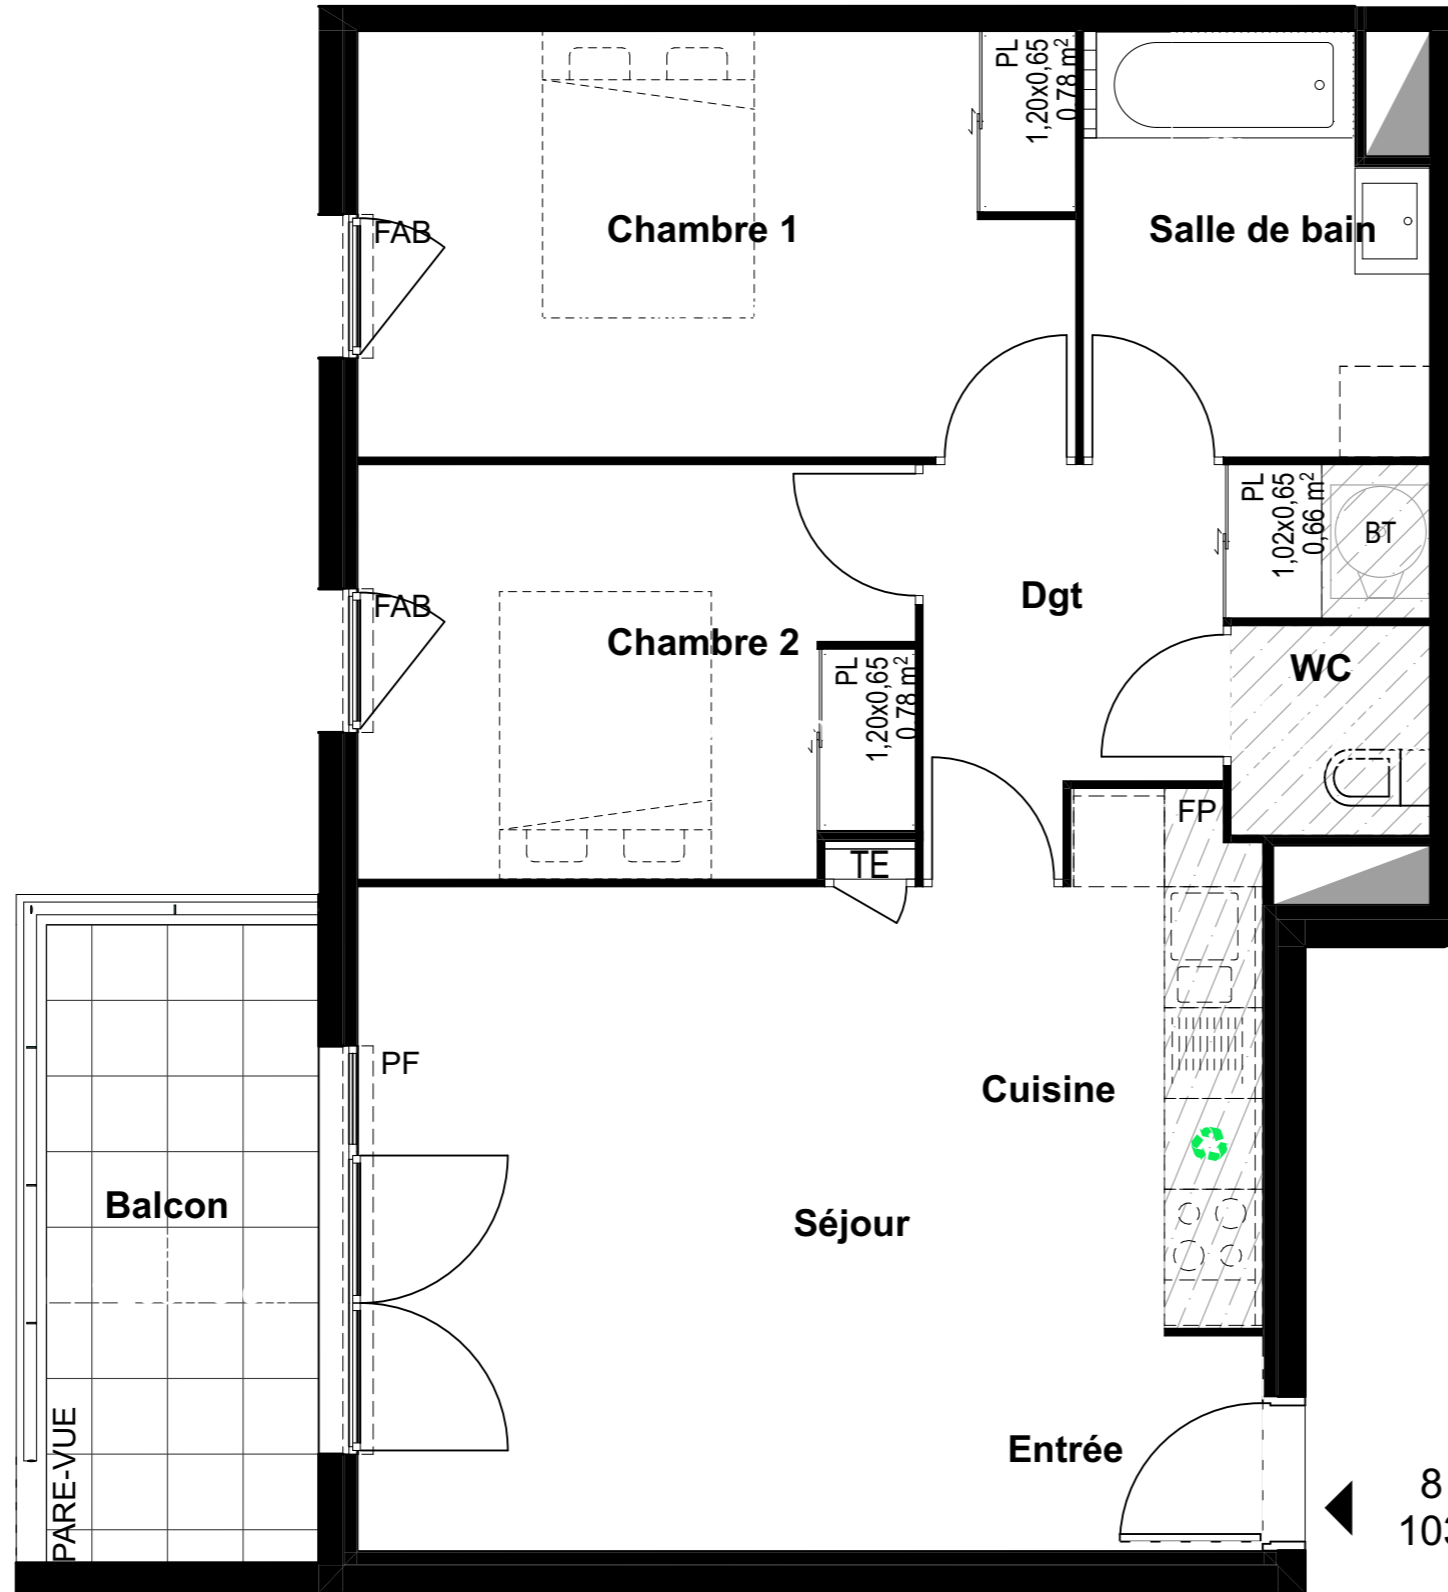 PL
1,20x0,65
0,78 m²
FAB
Chambre 1
Salle de bain
PL
1,02x0,65
0,66 m²
BT
Dgt
FAB
Chambre 2
PL
1,20x0,65
0,78 m²
WC
FP
TE
PF
Cuisine
Balcon
Séjour
PARE-VUE
Entrée
8
103